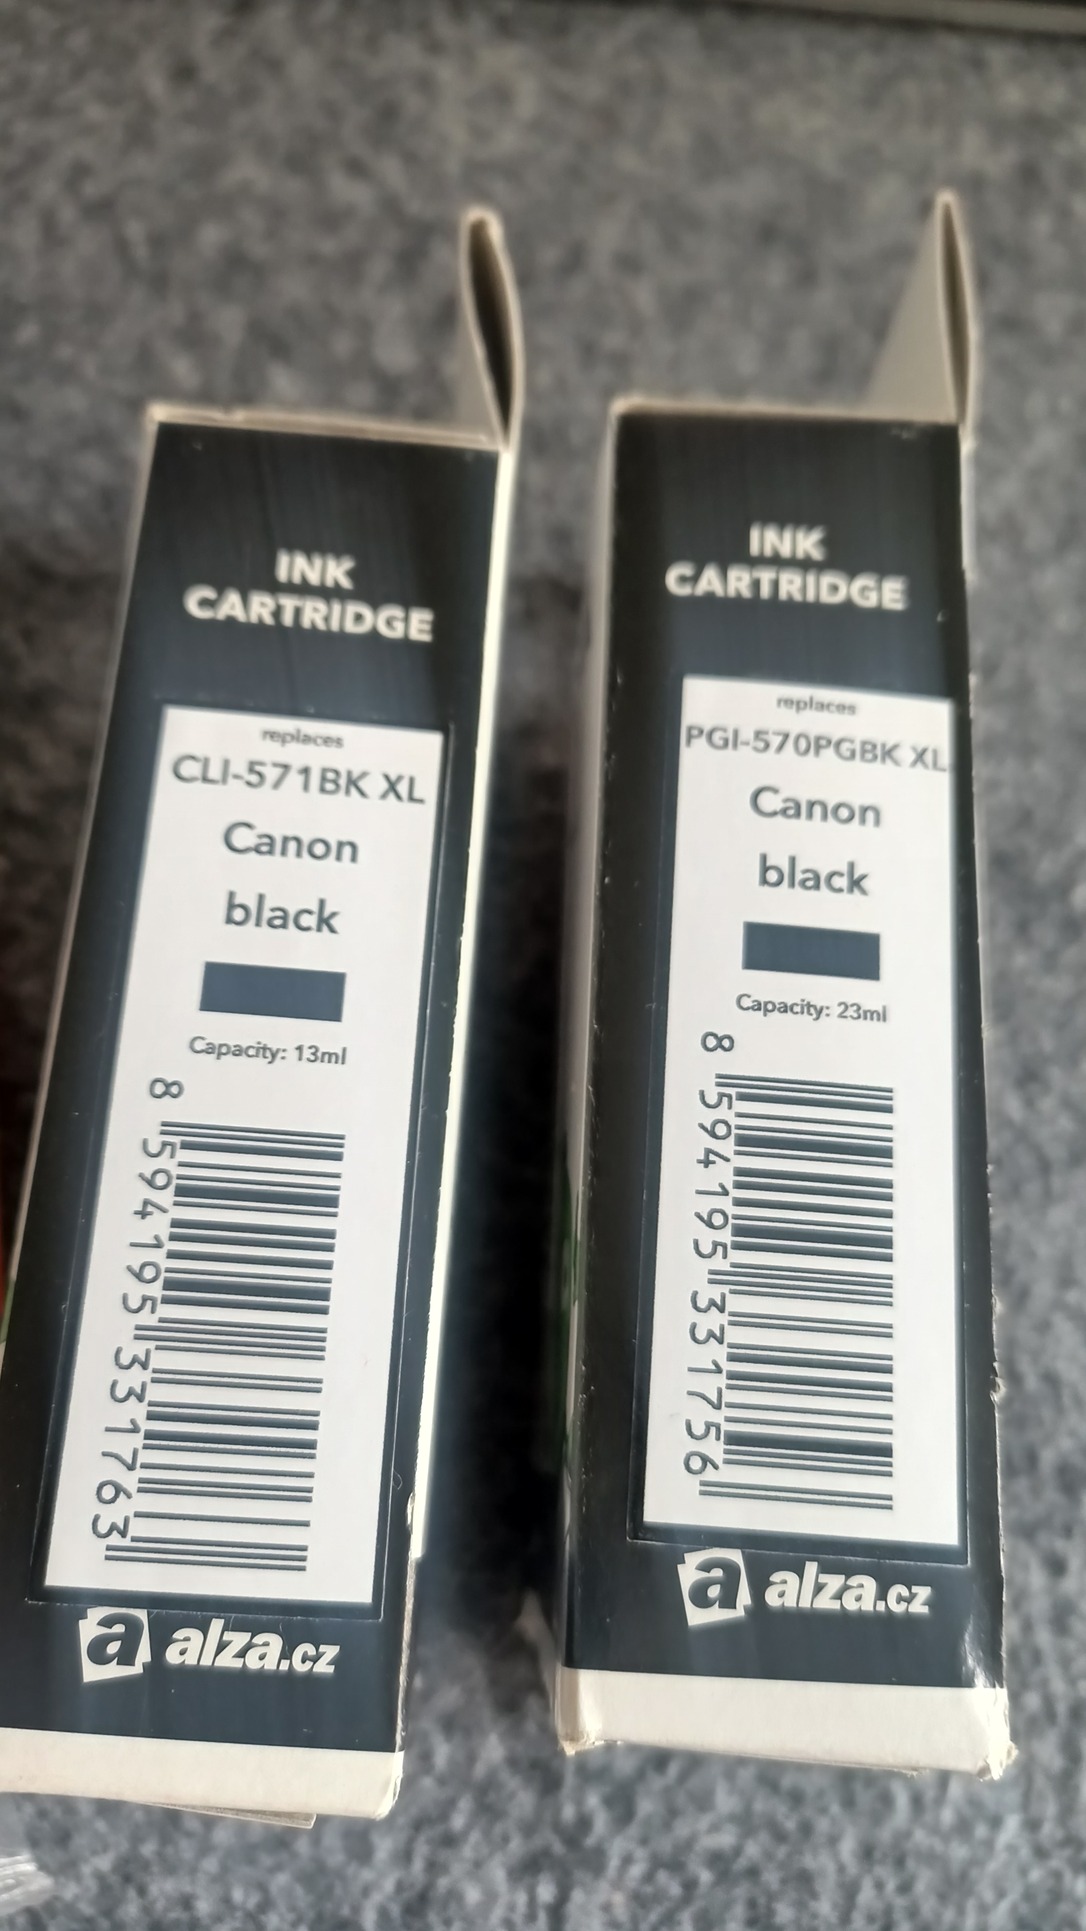 INK
CARTRIDGE
replaces
CLI-571BK XL
Canon
black
Capacity: 13ml
8 594195 331763
a alza.cz
INK
CARTRIDGE
replaces
PGI-570PGBK XL
Canon
black
Capacity: 23ml
8 594195 331756
a alza.cz